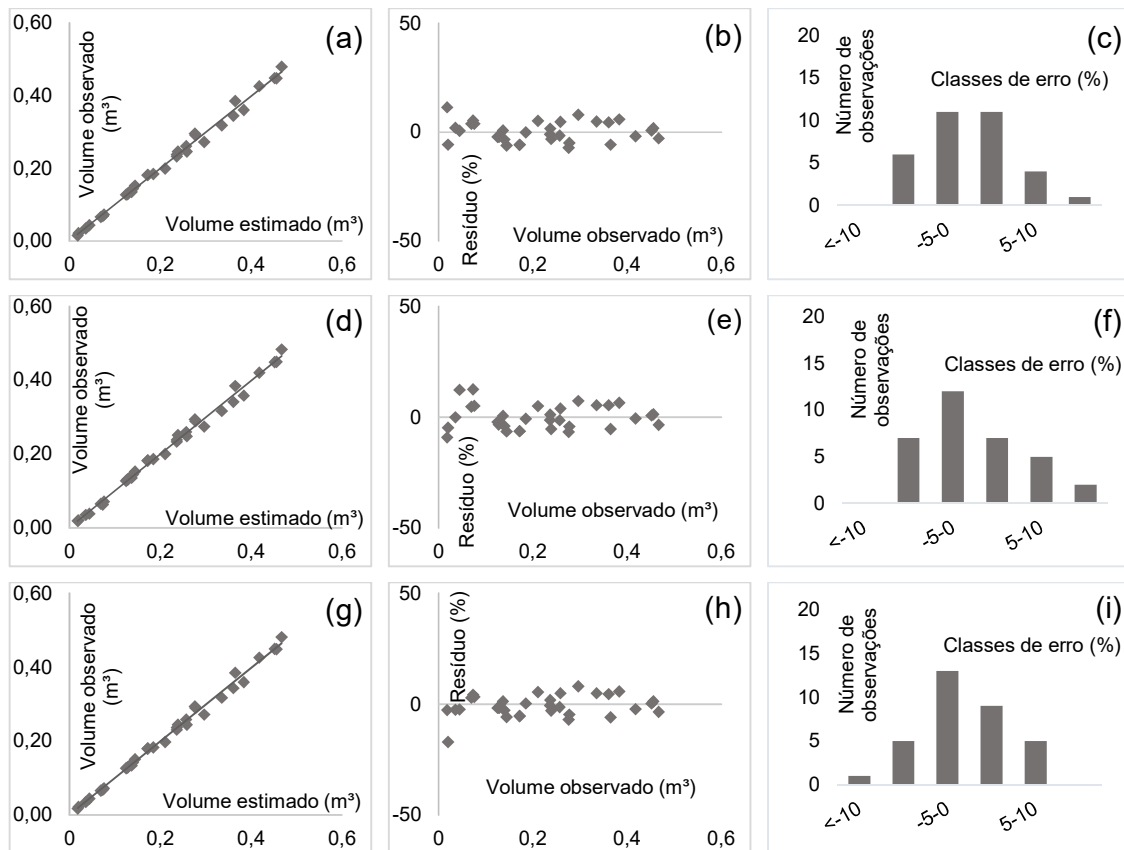 0,60
0,40
0,20
0,00
Volume observado
(m³)
Volume estimado (m³)
(a)
0
0,2
0,4
0,6
50
0
-50
Resíduo (%)
Volume observado (m³)
(b)
0
0,2
0,4
0,6
20
15
10
5
0
Número de
observações
Classes de erro (%)
(c)
<-10
-5-0
5-10
0,60
0,40
0,20
0,00
Volume observado
(m³)
Volume estimado (m³)
(d)
0
0,2
0,4
0,6
50
0
-50
Resíduo (%)
Volume observado (m³)
(e)
0
0,2
0,4
0,6
20
15
10
5
0
Número de
observações
Classes de erro (%)
(f)
<-10
-5-0
5-10
0,60
0,40
0,20
0,00
Volume observado
(m³)
Volume estimado (m³)
(g)
0
0,2
0,4
0,6
50
0
-50
Resíduo (%)
Volume observado (m³)
(h)
0
0,2
0,4
0,6
20
15
10
5
0
Número de
observações
Classes de erro (%)
(i)
<-10
-5-0
5-10